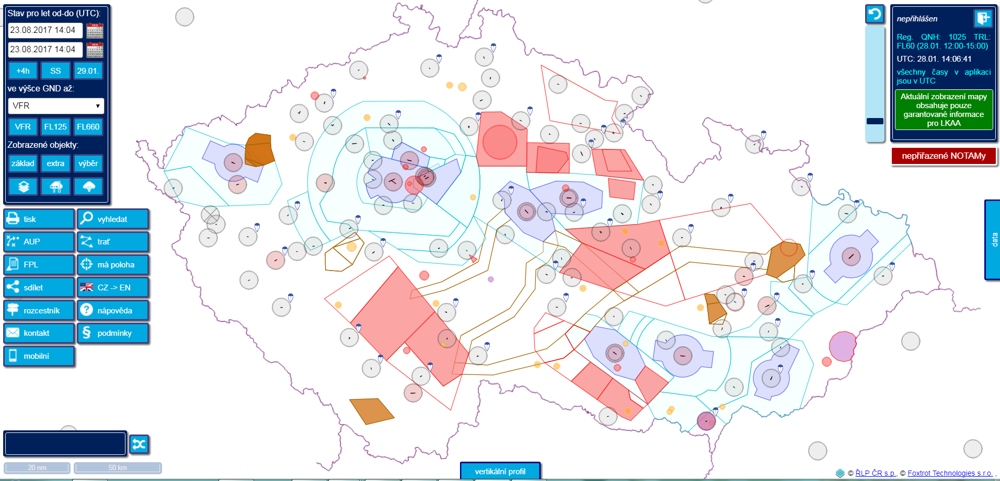 Stav pro let od-do (UTC):
23.08.2017 14:04
23.08.2017 14:04
+4h SS 29.01.
ve výšce GND až:
VFR
VFR FL125 FL660
Zobrazené objekty:
základ extra výběr
tisk vyhledat
AUP trať
FPL má poloha
sdílet CZ -> EN
rozcestník nápověda
kontakt podmínky
mobilní
20 nm 50 km
vertikální profil
nepřihlášen
Reg. QNH: 1025 TRL:
FL60 (28.01. 12:00-15:00)
UTC: 28.01. 14:06:41
všechny časy v aplikaci
jsou v UTC
Aktuální zobrazení mapy
obsahuje pouze
garantované informace
pro LKAA
nepřiřazené NOTAMy
data
© ŘLP ČR s.p., © Foxtrot Technologies s.r.o. ,